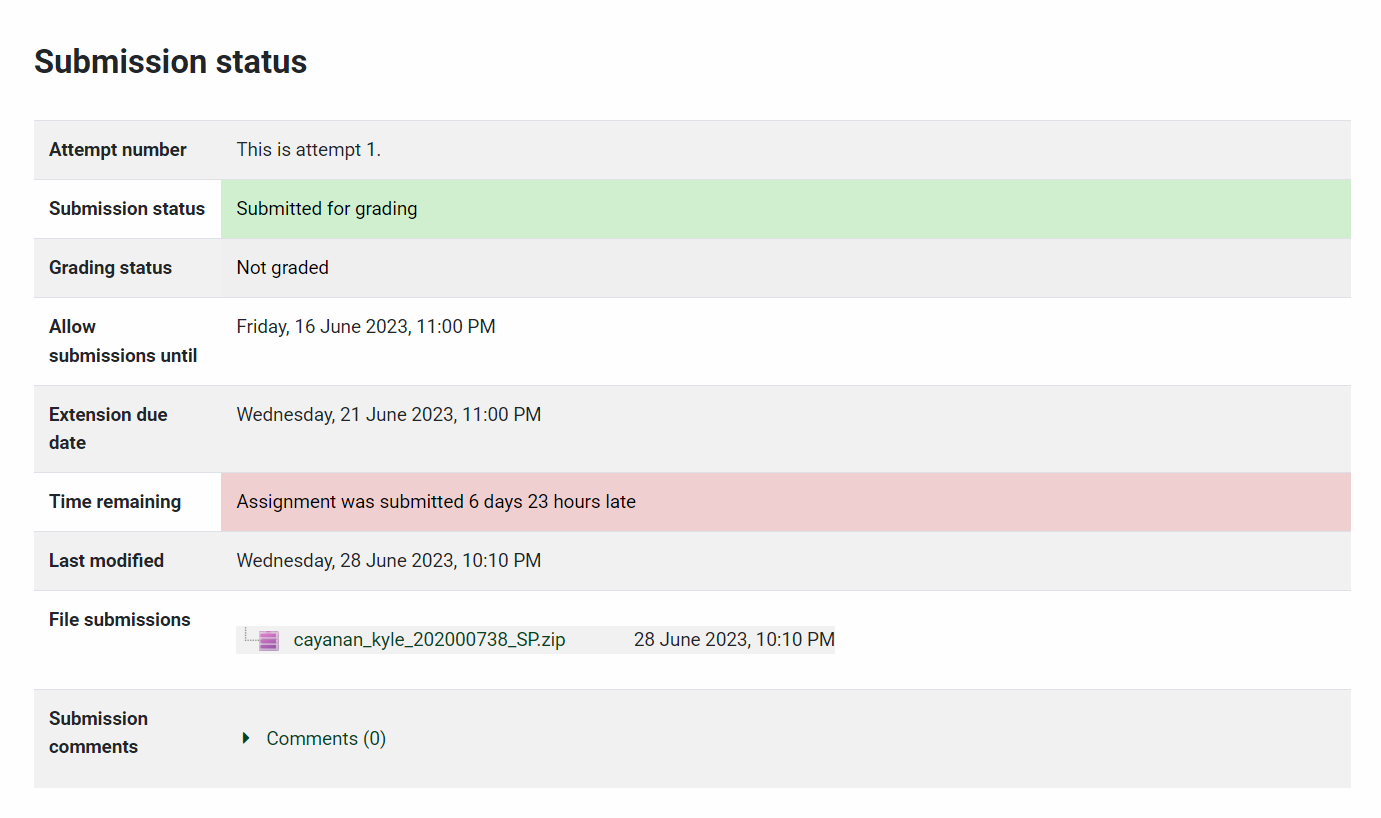 Submission status
Attempt number This is attempt 1.
Submission status Submitted for grading
Grading status Not graded
Allow submissions until Friday, 16 June 2023, 11:00 PM
Extension due date Wednesday, 21 June 2023, 11:00 PM
Time remaining Assignment was submitted 6 days 23 hours late
Last modified Wednesday, 28 June 2023, 10:10 PM
File submissions
cayanan_kyle_202000738_SP.zip 28 June 2023, 10:10 PM
Submission comments Comments (0)